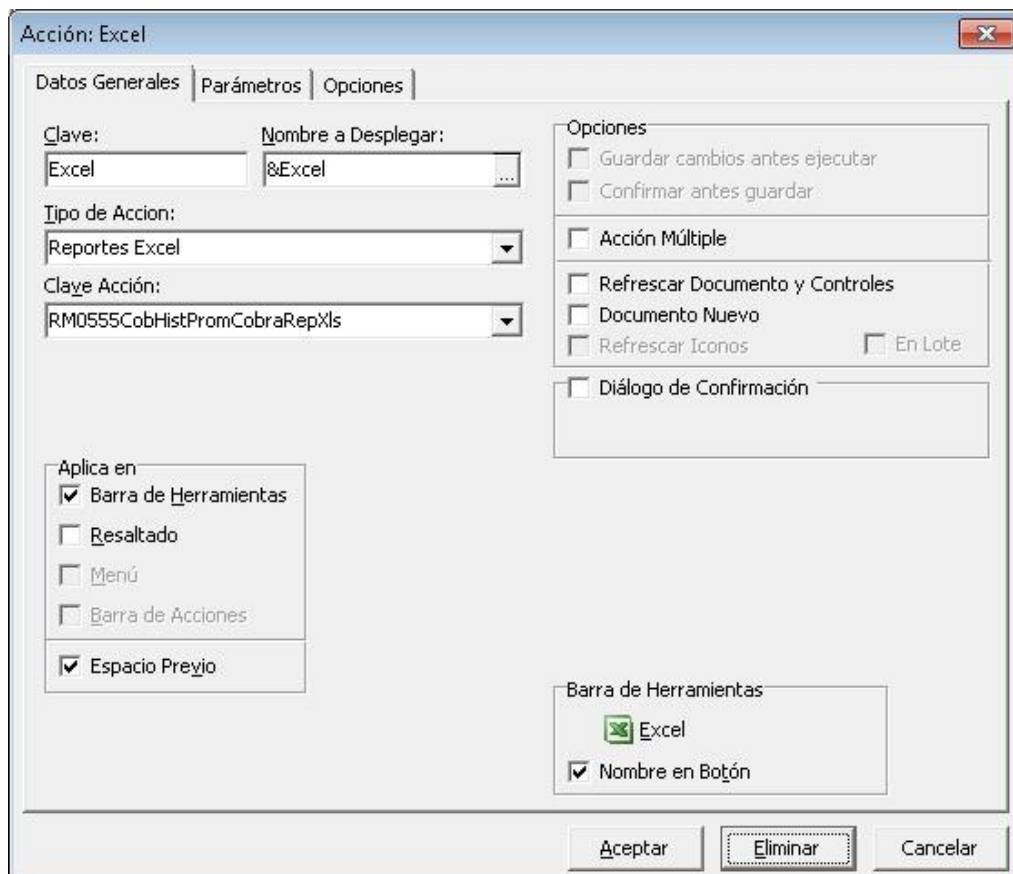 Acción: Excel
Datos Generales
Parámetros
Opciones
Clave:
Nombre a Desplegar:
Excel
&Excel
...
Tipo de Accion:
Reportes Excel
Clave Acción:
RM0555CobHistPromCobraRepXls
Aplica en
Barra de Herramientas
Resaltado
Menú
Barra de Acciones
Espacio Previo
Opciones
Guardar cambios antes ejecutar
Confirmar antes guardar
Acción Múltiple
Refrescar Documento y Controles
Documento Nuevo
Refrescar Iconos
En Lote
Diálogo de Confirmación
Barra de Herramientas
Excel
Nombre en Botón
Aceptar
Eliminar
Cancelar